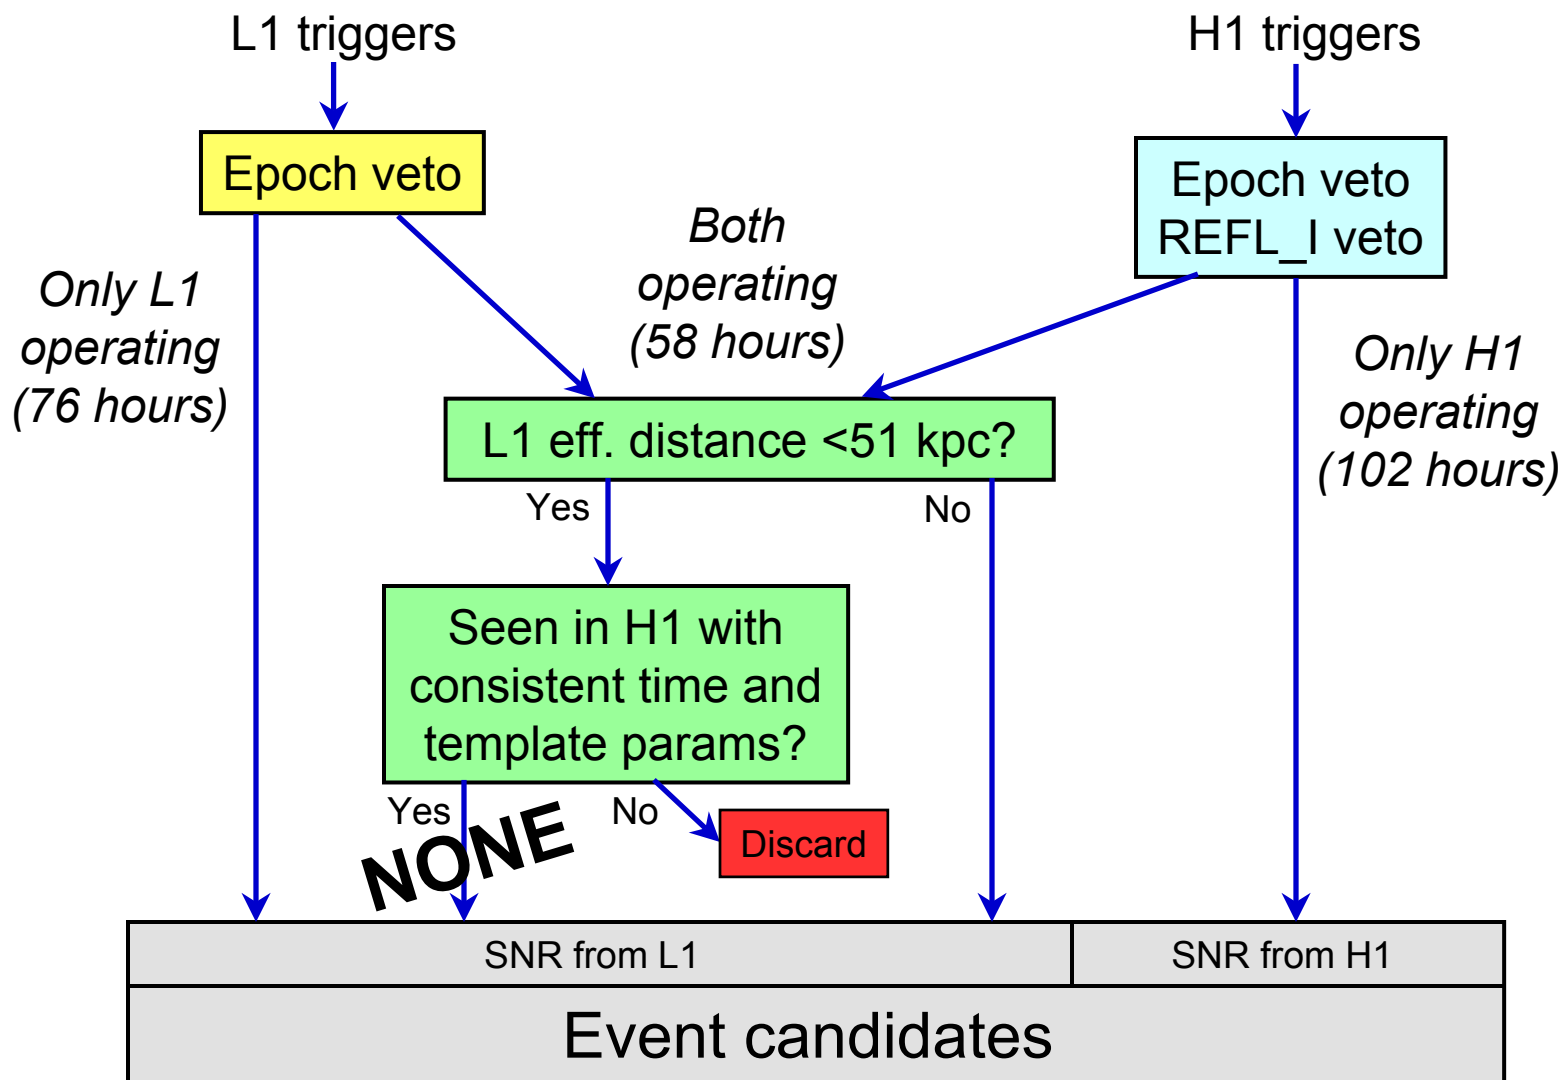 L1 triggers
H1 triggers
Epoch veto
Epoch veto
REFL_I veto
Both
operating
(58 hours)
Only L1
operating
(76 hours)
Only H1
operating
(102 hours)
L1 eff. distance <51 kpc?
Yes
No
Seen in H1 with
consistent time and
template params?
Yes
No
NONE
Discard
SNR from L1
SNR from H1
Event candidates